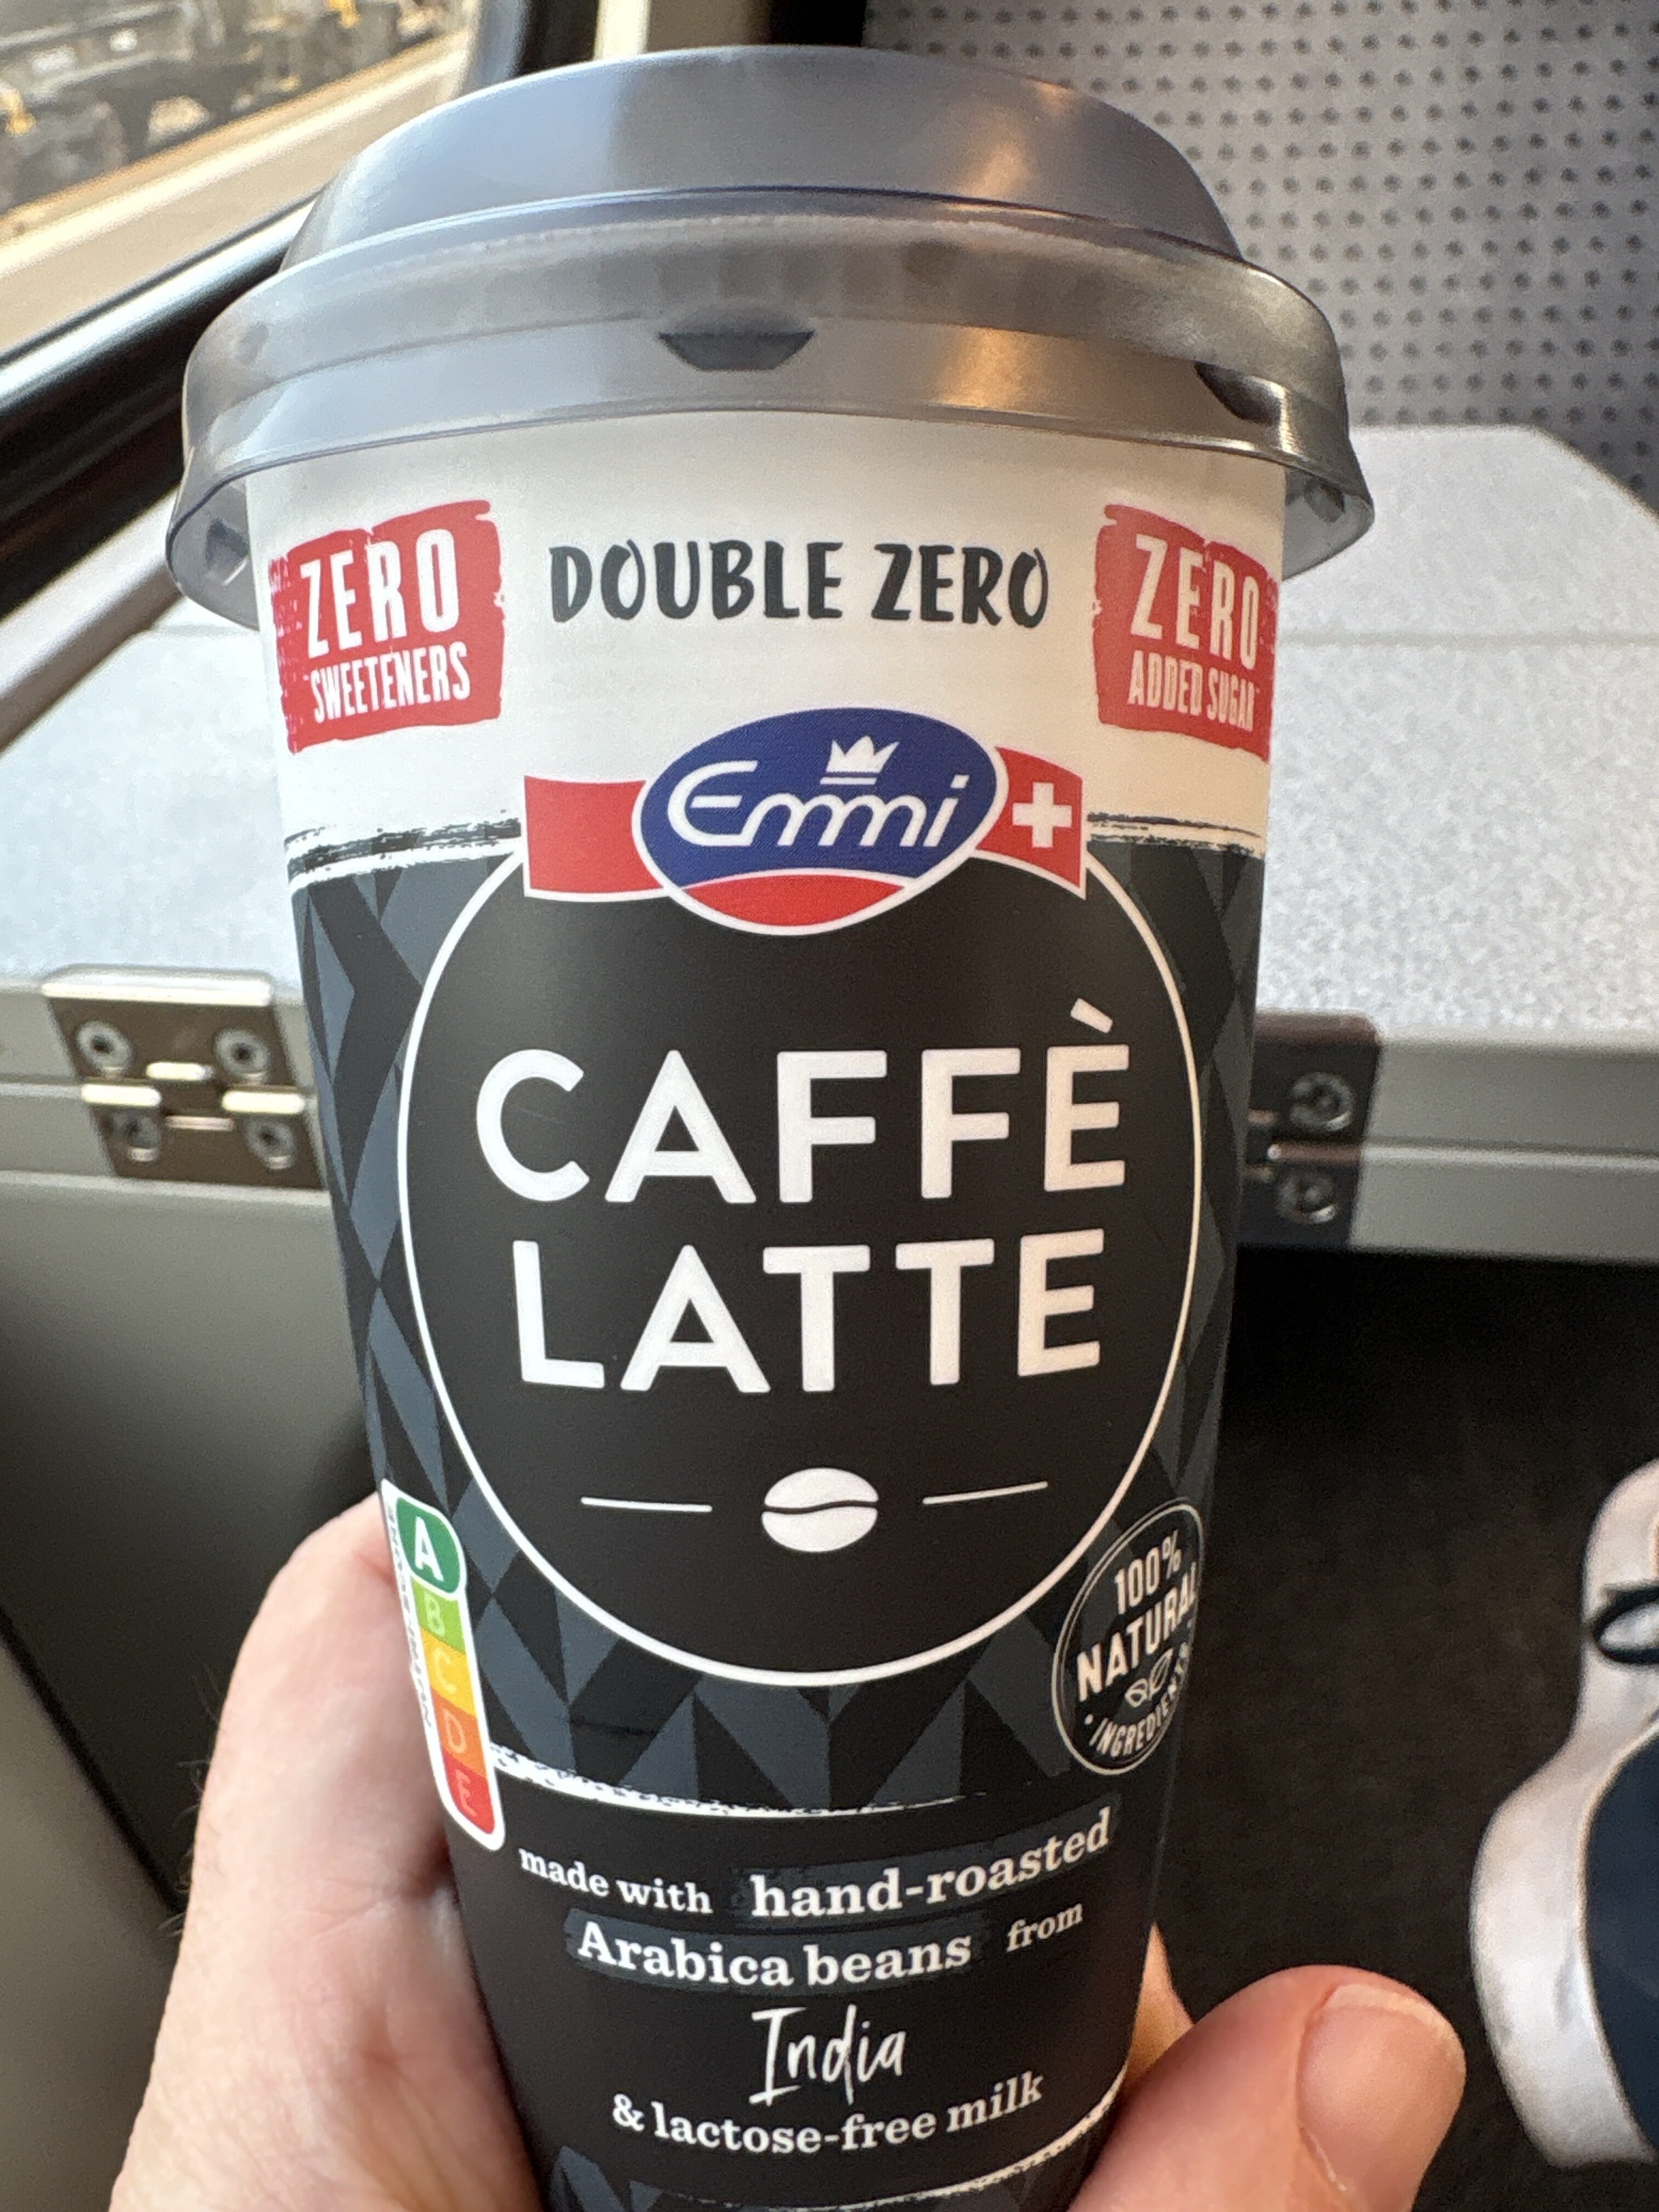 ZERO
SWEETENERS
DOUBLE ZERO
ZERO
ADDED SUGAR
Emmi
CAFFÈ
LATTE
A
B
C
D
E
100%
NATURAL
INGREDIENTS
made with hand-roasted
Arabica beans from
India
& lactose-free milk